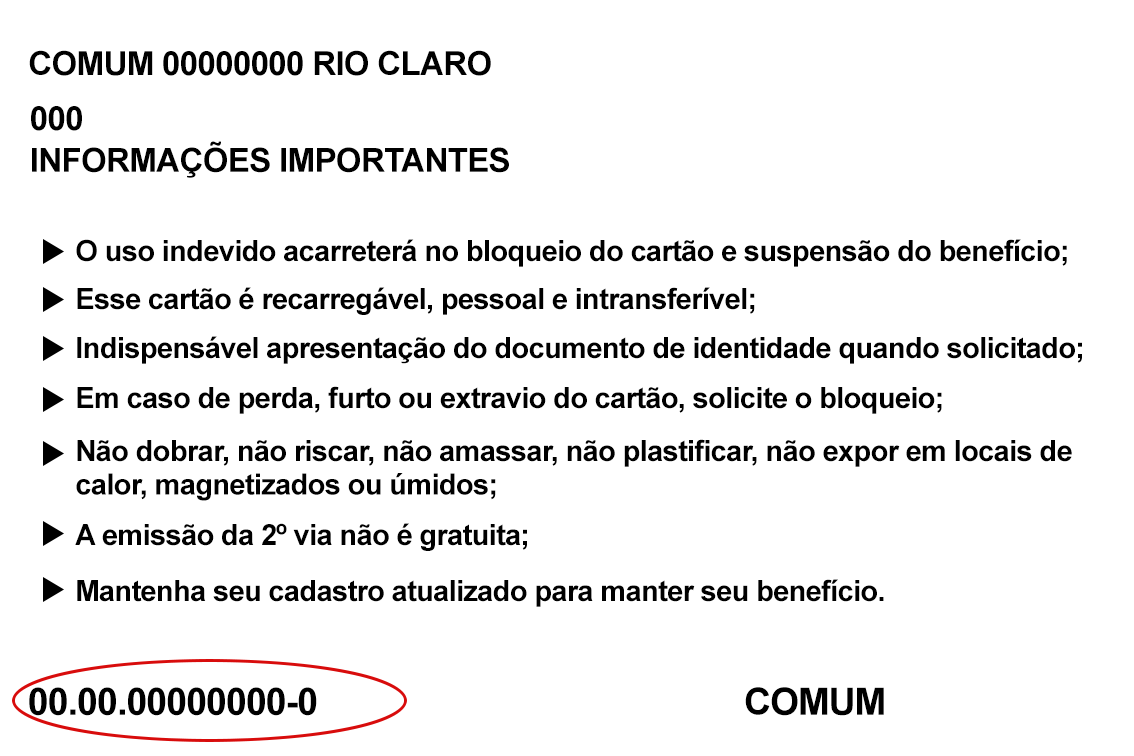 COMUM 00000000 RIO CLARO
000
INFORMAÇÕES IMPORTANTES
▶ O uso indevido acarreterá no bloqueio do cartão e suspensão do benefício;
▶ Esse cartão é recarregável, pessoal e intransferível;
▶ Indispensável apresentação do documento de identidade quando solicitado;
▶ Em caso de perda, furto ou extravio do cartão, solicite o bloqueio;
▶ Não dobrar, não riscar, não amassar, não plastificar, não expor em locais de
calor, magnetizados ou úmidos;
▶ A emissão da 2º via não é gratuita;
▶ Mantenha seu cadastro atualizado para manter seu benefício.
00.00.00000000-0 COMUM